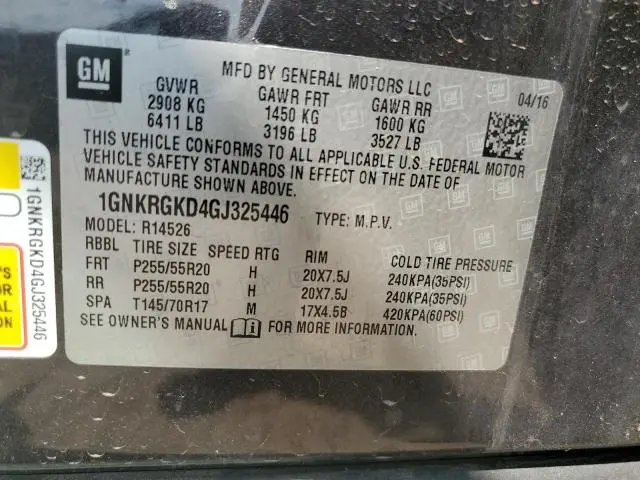 GM
MFD BY GENERAL MOTORS LLC
GVWR GAWR FRT GAWR RR 04/16
2908 KG 1450 KG 1600 KG
6411 LB 3196 LB 3527 LB
THIS VEHICLE CONFORMS TO ALL APPLICABLE U.S. FEDERAL MOTOR
VEHICLE SAFETY STANDARDS IN EFFECT ON THE DATE OF
MANUFACTURE SHOWN ABOVE.
1GNKRGKD4GJ325446 TYPE: M.P.V.
MODEL: R14526
RBBL TIRE SIZE SPEED RTG RIM COLD TIRE PRESSURE
FRT P255/55R20 H 20X7.5J 240KPA(35PSI)
RR P255/55R20 H 20X7.5J 240KPA(35PSI)
SPA T145/70R17 M 17X4.5B 420KPA(60PSI)
SEE OWNER'S MANUAL i FOR MORE INFORMATION.
1GNKRGKD4GJ325446